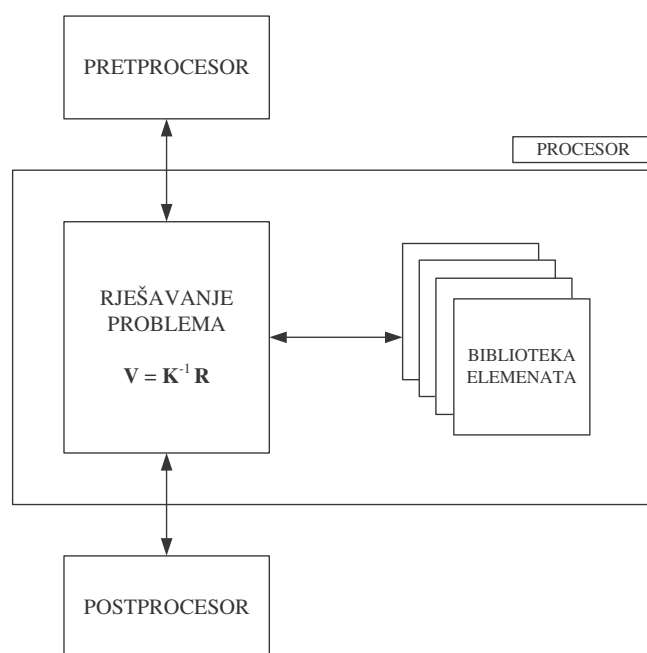 PRETPROCESOR
PROCESOR
RJEŠAVANJE
PROBLEMA
V = K⁻¹ R
BIBLIOTEKA
ELEMENATA
POSTPROCESOR